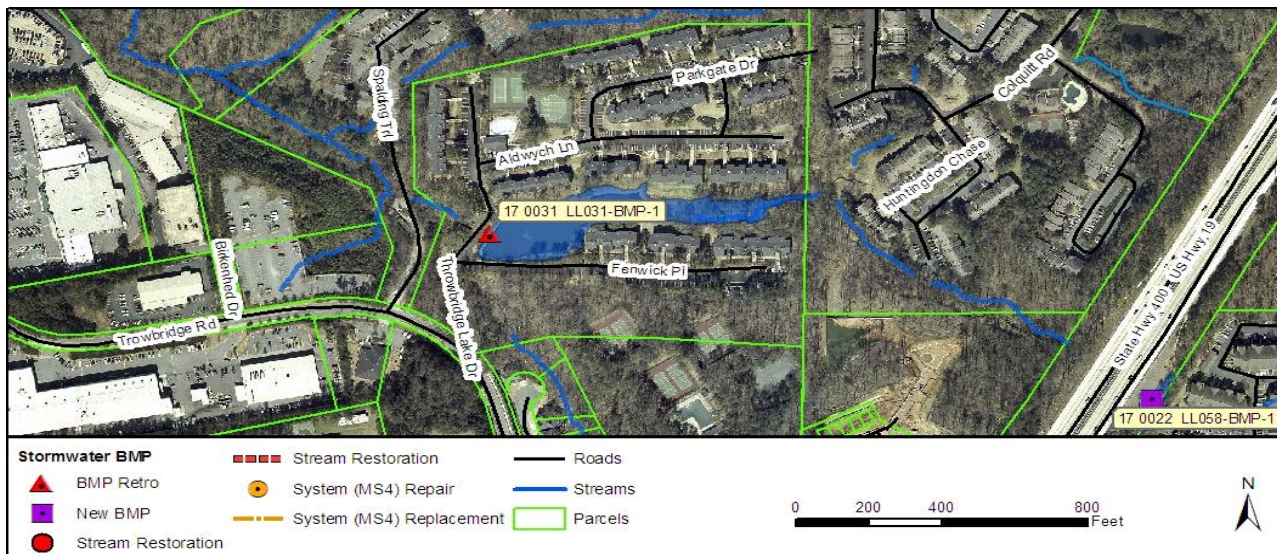 Parkgate Dr
Colquitt Rd
Spalding Trl
Aldwych Ln
Huntingdon Chase
17 0031 LL031-BMP-1
Fenwick Pl
State Hwy 400 / US Hwy 19
Birkenhed Dr
Throwbridge Lake Dr
Trowbridge Rd
17 0022 LL058-BMP-1
Stormwater BMP
BMP Retro
New BMP
Stream Restoration
Stream Restoration
System (MS4) Repair
System (MS4) Replacement
Roads
Streams
Parcels
0 200 400 800
Feet
N